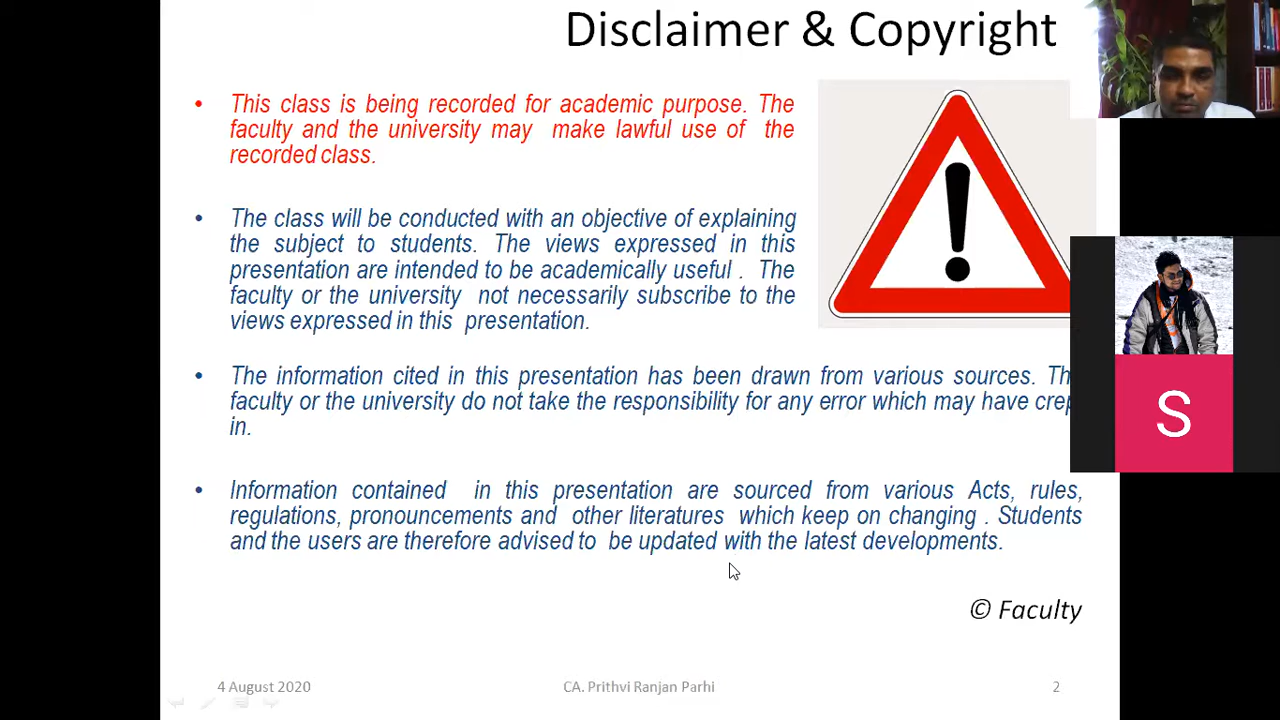 Disclaimer & Copyright
• This class is being recorded for academic purpose. The
faculty and the university may make lawful use of the
recorded class.
• The class will be conducted with an objective of explaining
the subject to students. The views expressed in this
presentation are intended to be academically useful . The
faculty or the university not necessarily subscribe to the
views expressed in this presentation.
• The information cited in this presentation has been drawn from various sources. Th
faculty or the university do not take the responsibility for any error which may have crep
in.
• Information contained in this presentation are sourced from various Acts, rules,
regulations, pronouncements and other literatures which keep on changing . Students
and the users are therefore advised to be updated with the latest developments.
© Faculty
4 August 2020 CA. Prithvi Ranjan Parhi 2
S